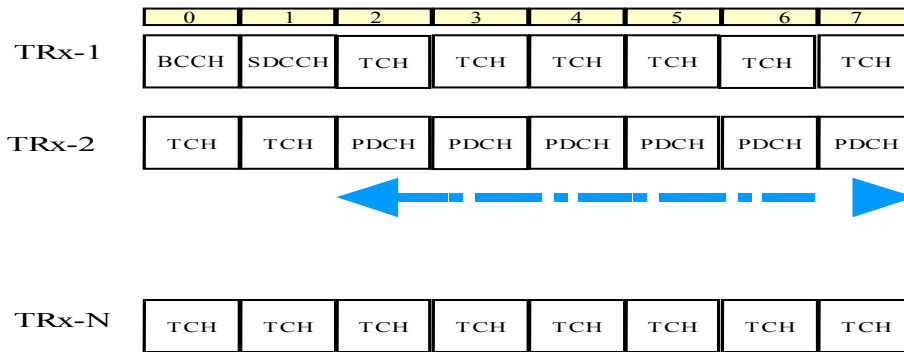 0 1 2 3 4 5 6 7
TRx-1 BCCH SDCCH TCH TCH TCH TCH TCH TCH
TRx-2 TCH TCH PDCH PDCH PDCH PDCH PDCH PDCH
TRx-N TCH TCH TCH TCH TCH TCH TCH TCH